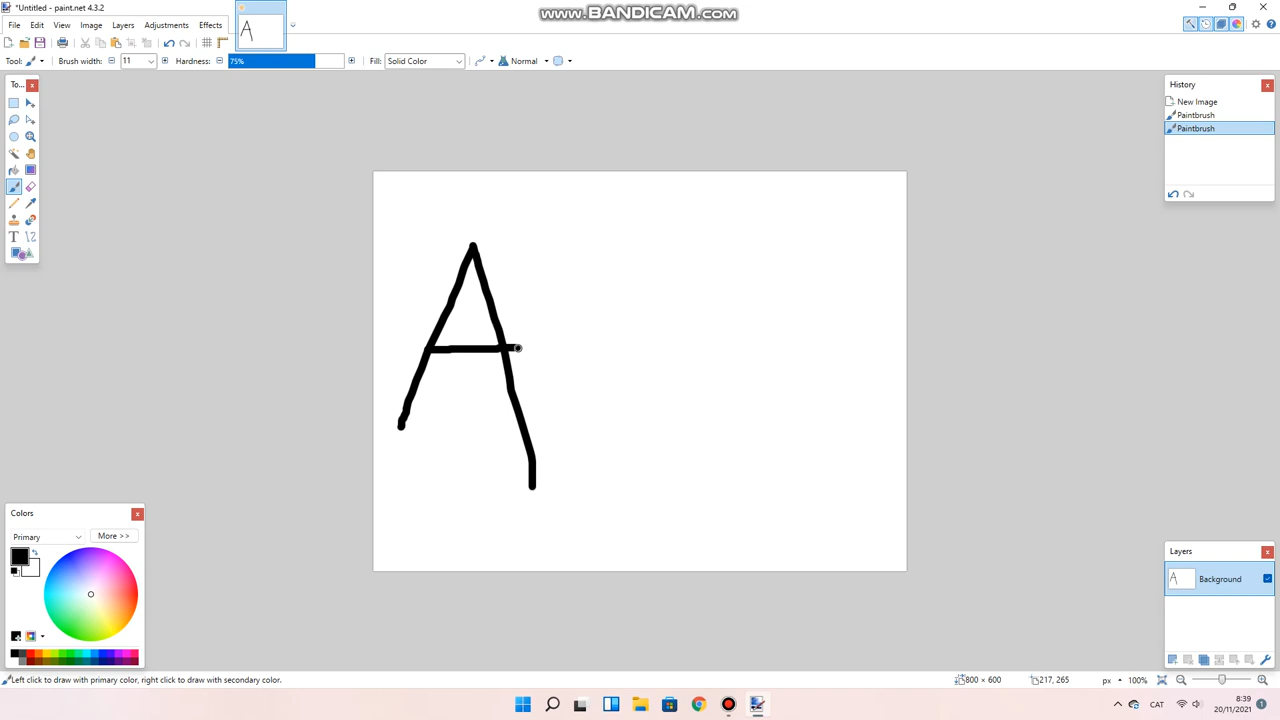 *Untitled - paint.net 4.3.2
www.BANDICAM.com
File Edit View Image Layers Adjustments Effects
Tool: Brush width: 11 Hardness: 75% Fill: Solid Color Normal
To...
History
New Image
Paintbrush
Paintbrush
A
Colors
Primary More >>
Layers
Background
Left click to draw with primary color, right click to draw with secondary color. 800 × 600 217, 265 px 100%
CAT 8:39
20/11/2021 1